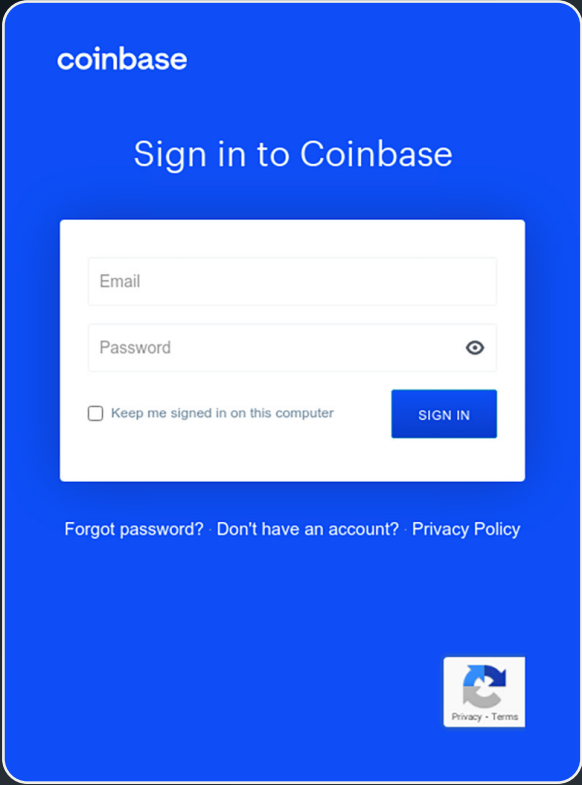 coinbase
Sign in to Coinbase
Email
Password
Keep me signed in on this computer
SIGN IN
Forgot password? · Don't have an account? · Privacy Policy
Privacy - Terms